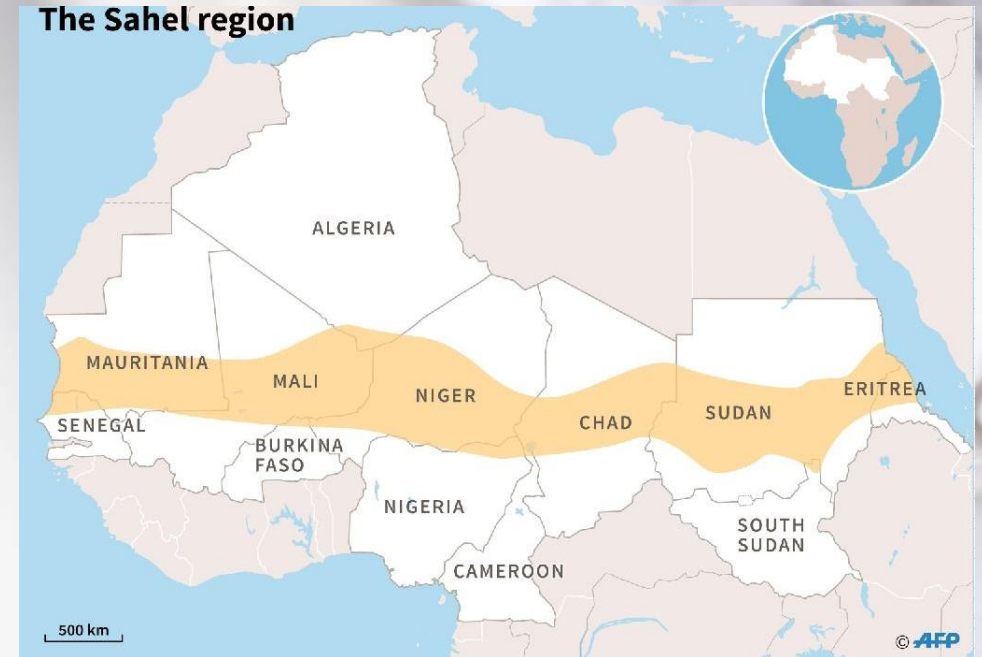 The Sahel region
ALGERIA
MAURITANIA
MALI
NIGER
CHAD
SUDAN
ERITREA
SENEGAL
BURKINA
FASO
NIGERIA
SOUTH
SUDAN
CAMEROON
500 km
© AFP